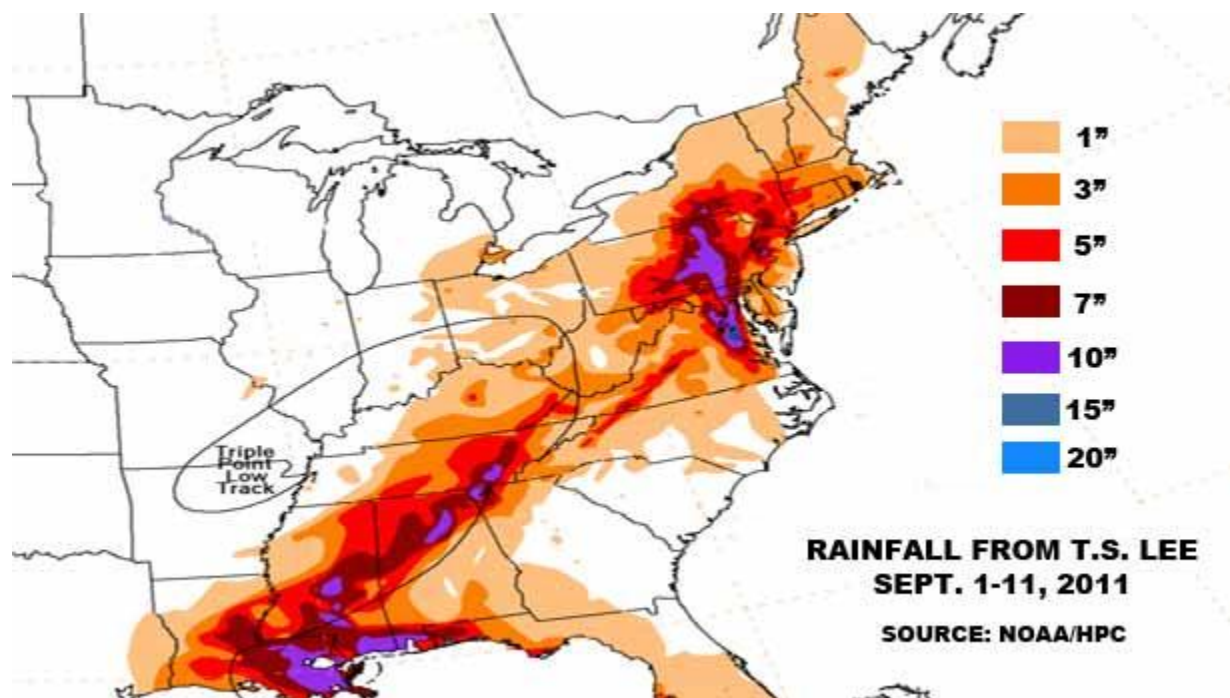 1”
3”
5”
7”
10”
15”
20”
Triple
Point
Low
Track
RAINFALL FROM T.S. LEE
SEPT. 1-11, 2011
SOURCE: NOAA/HPC